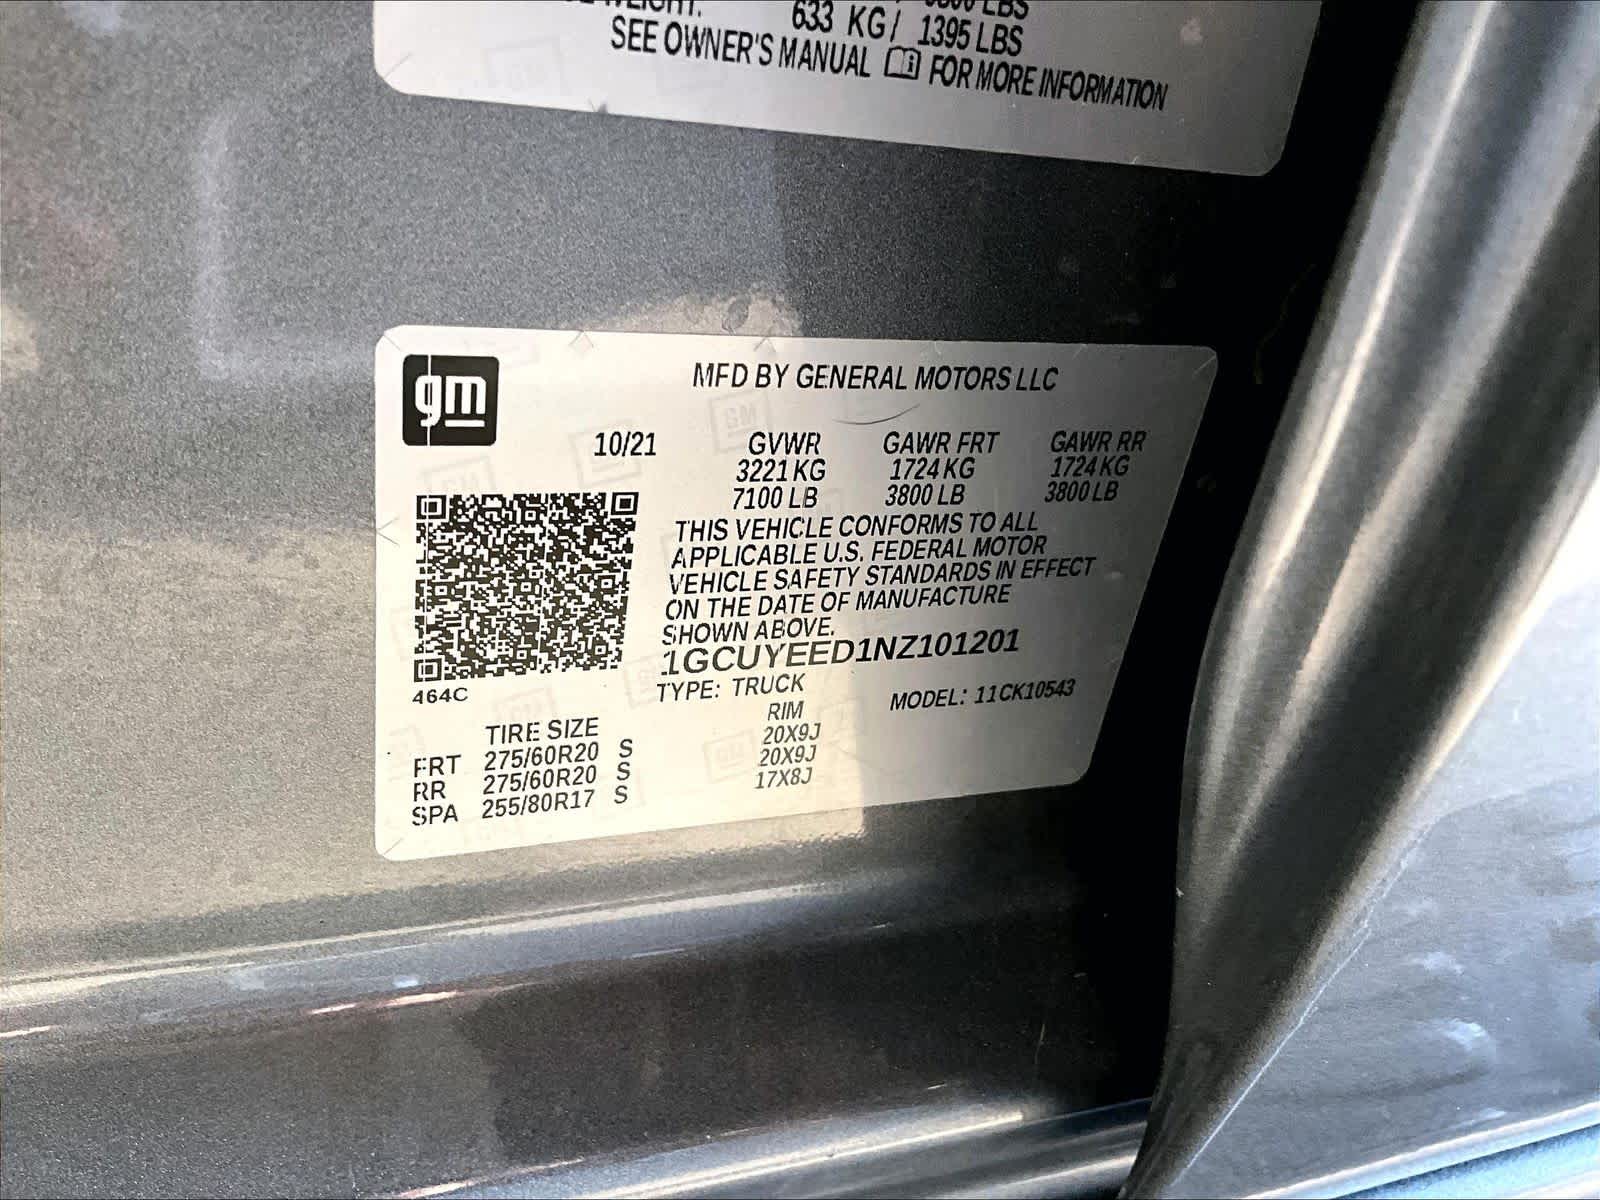 633 KG / 1395 LBS
SEE OWNER'S MANUAL FOR MORE INFORMATION
gm
MFD BY GENERAL MOTORS LLC
10/21 GVWR GAWR FRT GAWR RR
3221 KG 1724 KG 1724 KG
7100 LB 3800 LB 3800 LB
THIS VEHICLE CONFORMS TO ALL
APPLICABLE U.S. FEDERAL MOTOR
VEHICLE SAFETY STANDARDS IN EFFECT
ON THE DATE OF MANUFACTURE
SHOWN ABOVE.
1GCUYEED1NZ101201
464C
TYPE: TRUCK MODEL: 11CK10543
TIRE SIZE RIM
FRT 275/60R20 S 20X9J
RR 275/60R20 S 20X9J
SPA 255/80R17 S 17X8J